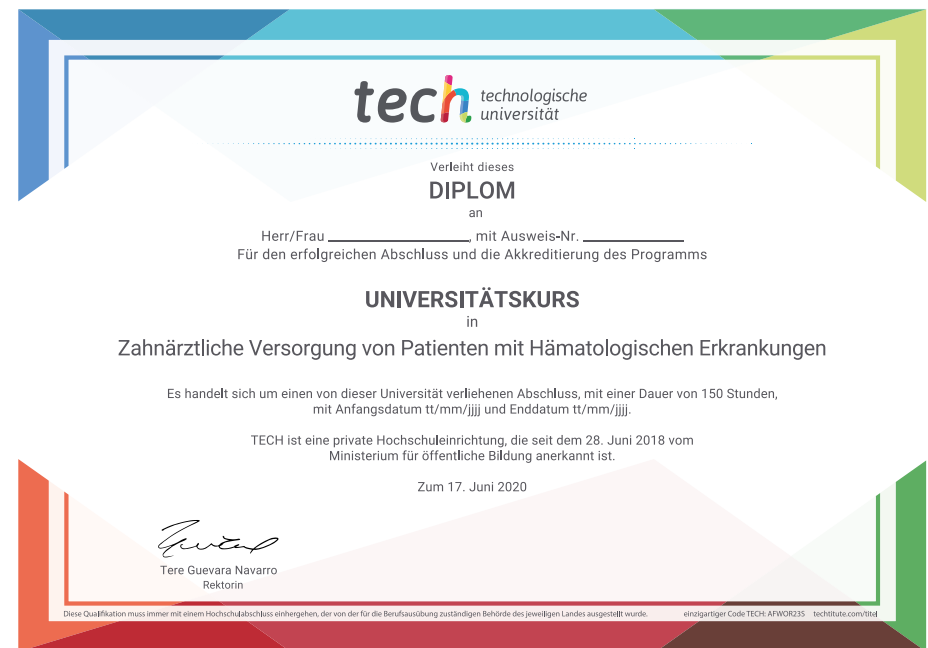 tech technologische
universität
Verleiht dieses
DIPLOM
an
Herr/Frau ____________________, mit Ausweis-Nr. ______________
Für den erfolgreichen Abschluss und die Akkreditierung des Programms
UNIVERSITÄTSKURS
in
Zahnärztliche Versorgung von Patienten mit Hämatologischen Erkrankungen
Es handelt sich um einen von dieser Universität verliehenen Abschluss, mit einer Dauer von 150 Stunden,
mit Anfangsdatum tt/mm/jjjj und Enddatum tt/mm/jjjj.
TECH ist eine private Hochschuleinrichtung, die seit dem 28. Juni 2018 vom
Ministerium für öffentliche Bildung anerkannt ist.
Zum 17. Juni 2020
Tere Guevara Navarro
Rektorin
Diese Qualifikation muss immer mit einem Hochschulabschluss einhergehen, der von der für die Berufsausübung zuständigen Behörde des jeweiligen Landes ausgestellt wurde. einzigartiger Code TECH: AFWOR23S techtitute.com/titel